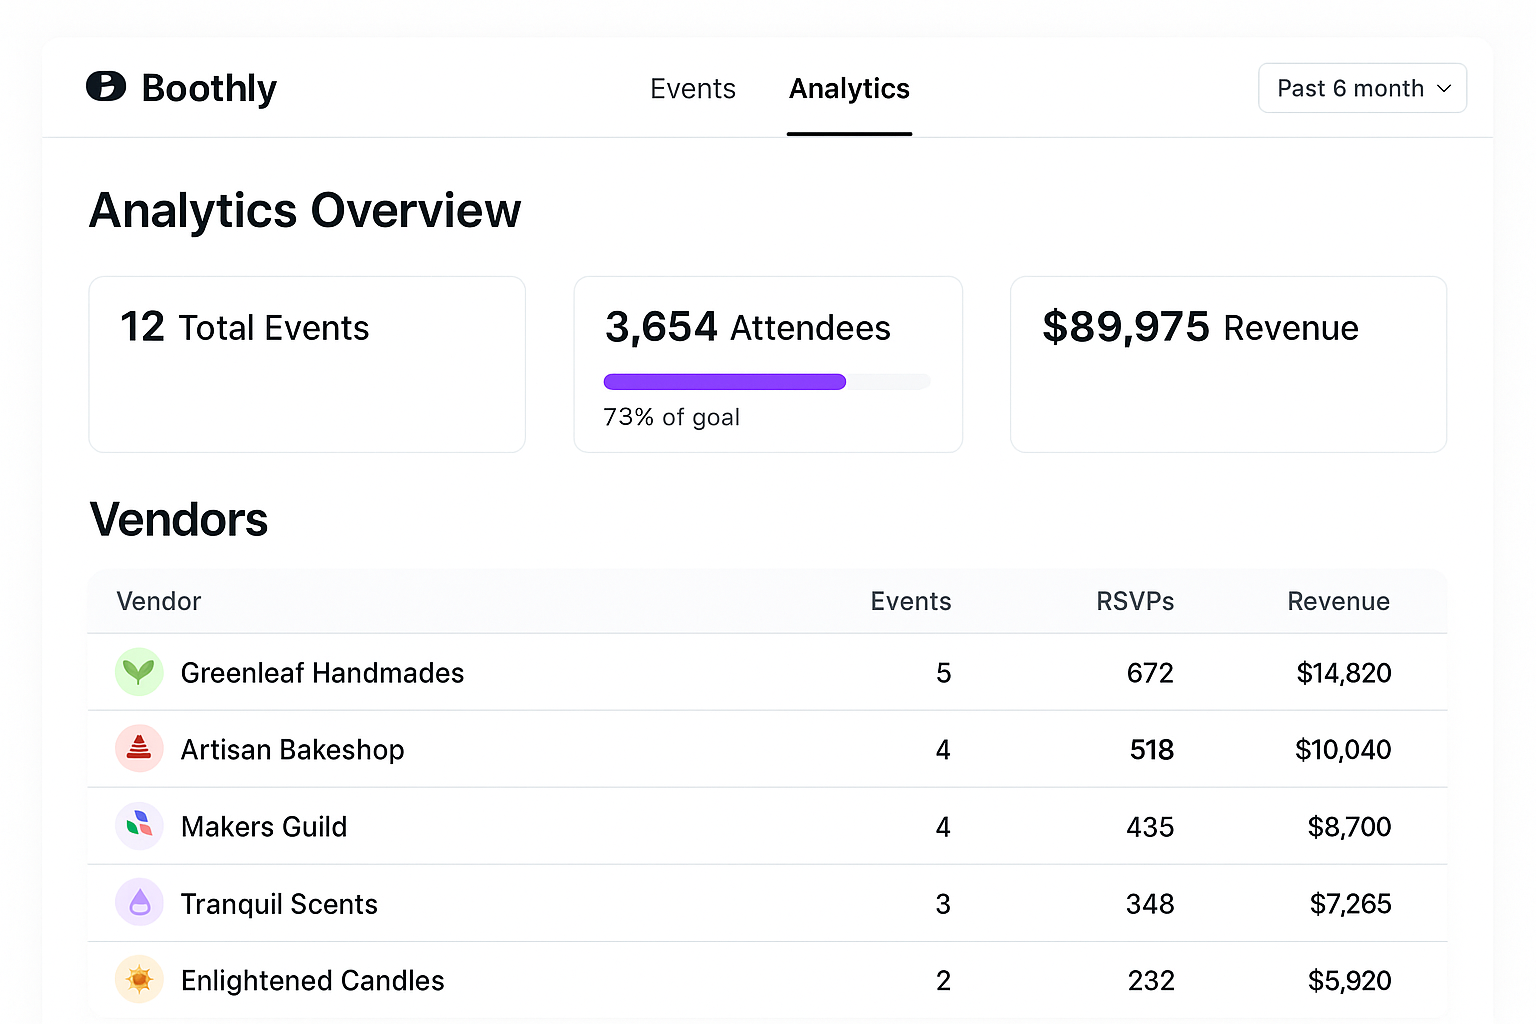 Boothly
Events Analytics
Past 6 month
Analytics Overview
12 Total Events
3,654 Attendees
73% of goal
$89,975 Revenue
Vendors
Vendor Events RSVPs Revenue
Greenleaf Handmades 5 672 $14,820
Artisan Bakeshop 4 518 $10,040
Makers Guild 4 435 $8,700
Tranquil Scents 3 348 $7,265
Enlightened Candles 2 232 $5,920